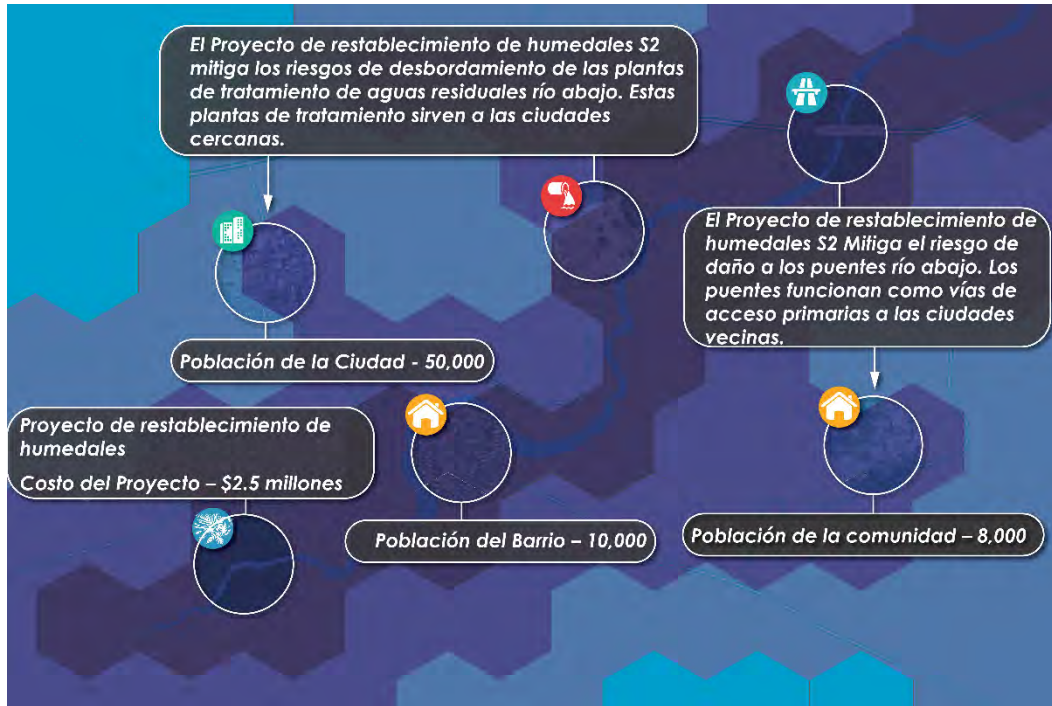 El Proyecto de restablecimiento de humedales S2
mitiga los riesgos de desbordamiento de las plantas
de tratamiento de aguas residuales río abajo. Estas
plantas de tratamiento sirven a las ciudades
cercanas.
El Proyecto de restablecimiento de
humedales S2 Mitiga el riesgo de
daño a los puentes río abajo. Los
puentes funcionan como vías de
acceso primarias a las ciudades
vecinas.
Población de la Ciudad - 50,000
Proyecto de restablecimiento de
humedales
Costo del Proyecto – $2.5 millones
Población del Barrio – 10,000
Población de la comunidad – 8,000